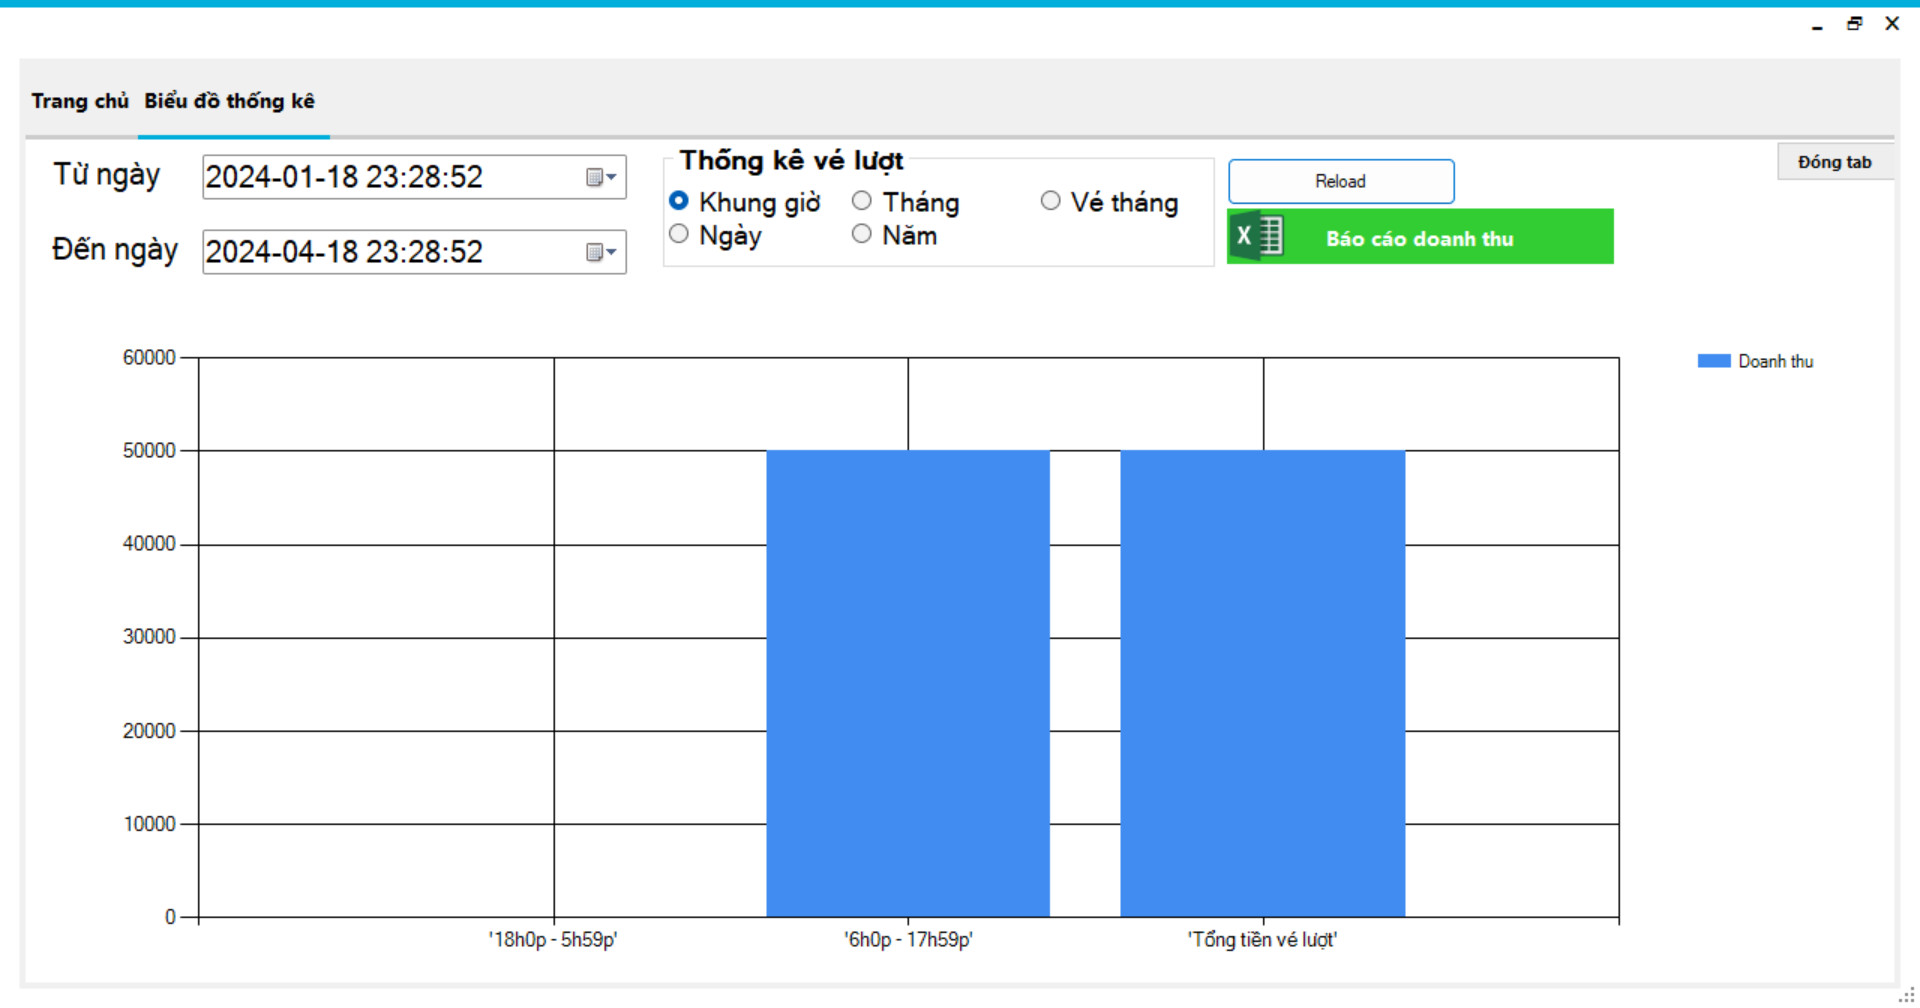 Trang chủ Biểu đồ thống kê
Từ ngày 2024-01-18 23:28:52
Đến ngày 2024-04-18 23:28:52
Thống kê vé lượt
Khung giờ Tháng Vé tháng
Ngày Năm
Reload
X Báo cáo doanh thu
Đóng tab
60000
50000
40000
30000
20000
10000
0
'18h0p - 5h59p' '6h0p - 17h59p' 'Tổng tiền vé lượt'
Doanh thu